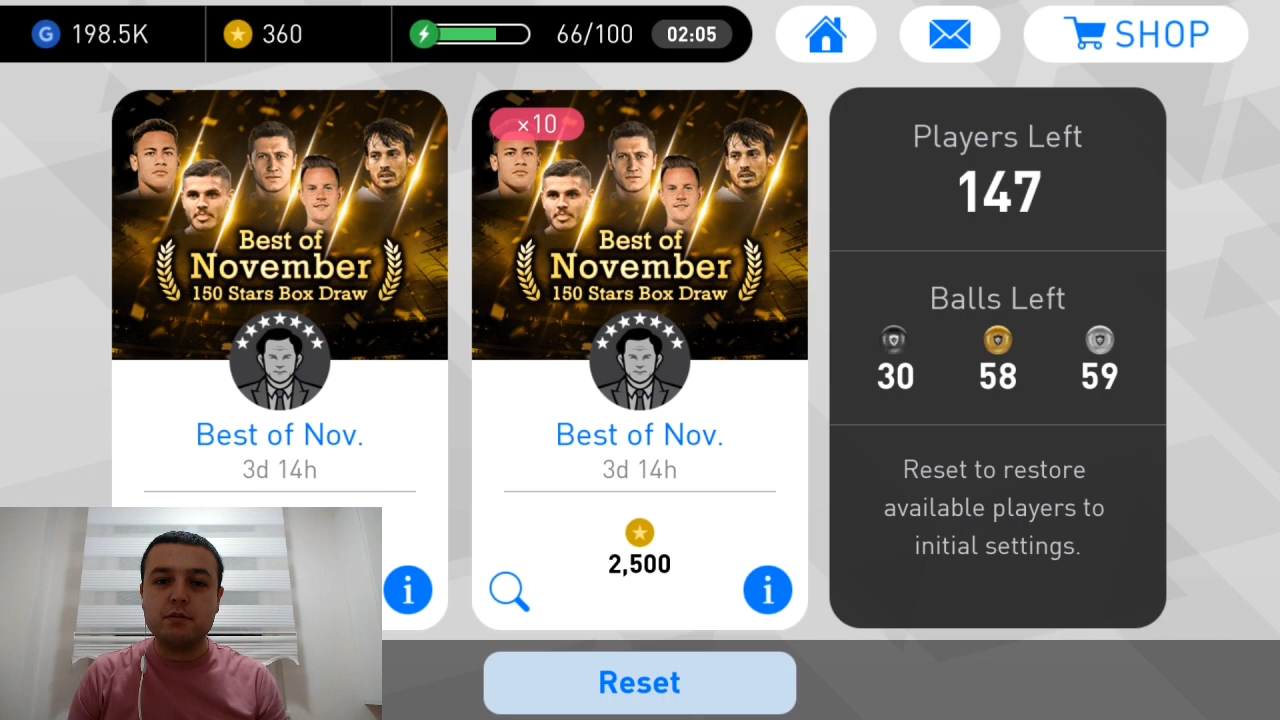 G 198.5K
360
66/100
02:05
SHOP
Best of
November
150 Stars Box Draw
Best of Nov.
3d 14h
i
×10
Best of
November
150 Stars Box Draw
Best of Nov.
3d 14h
2,500
i
Players Left
147
Balls Left
30 58 59
Reset to restore
available players to
initial settings.
Reset